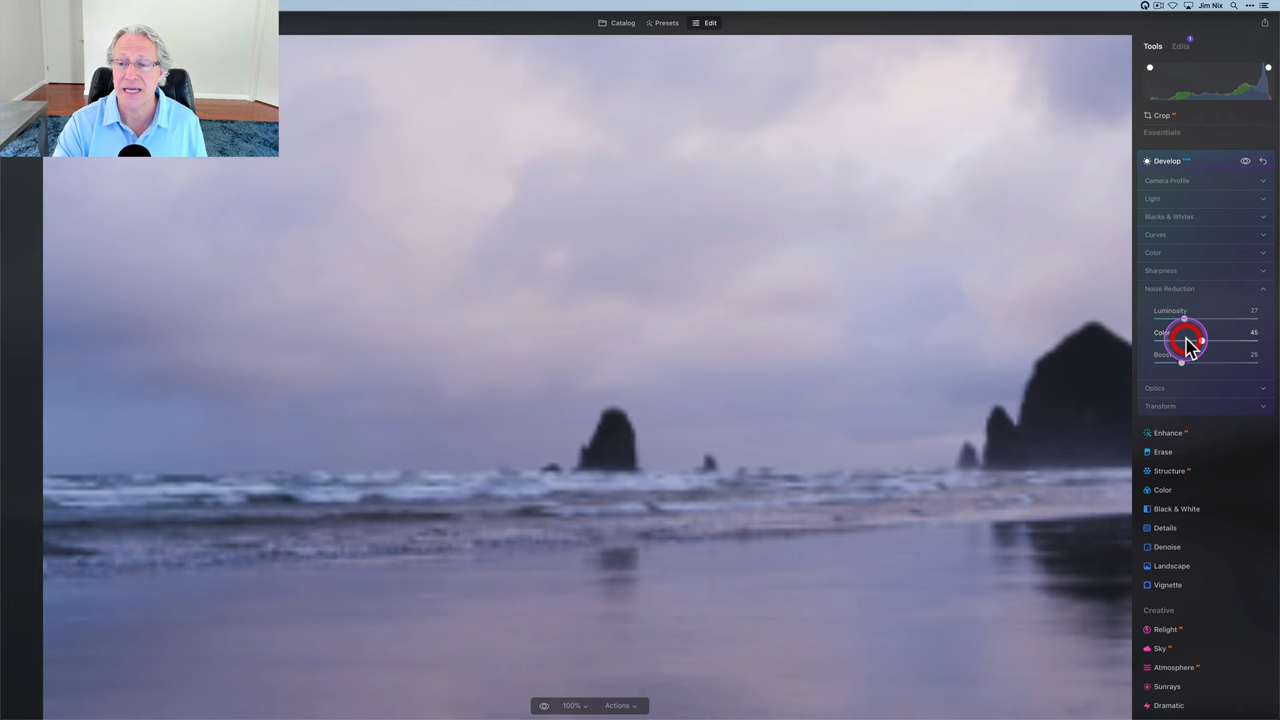 Jim Nix
Catalog
Presets
Edit
Tools
Edits
1
Crop
Essentials
Develop
Camera Profile
Light
Blacks & Whites
Curves
Color
Sharpness
Noise Reduction
Luminosity 27
45
25
Optics
Transform
Enhance
Erase
Structure
Color
Black & White
Details
Denoise
Landscape
Vignette
Creative
Relight
Sky
Atmosphere
Sunrays
Dramatic
100%
Actions